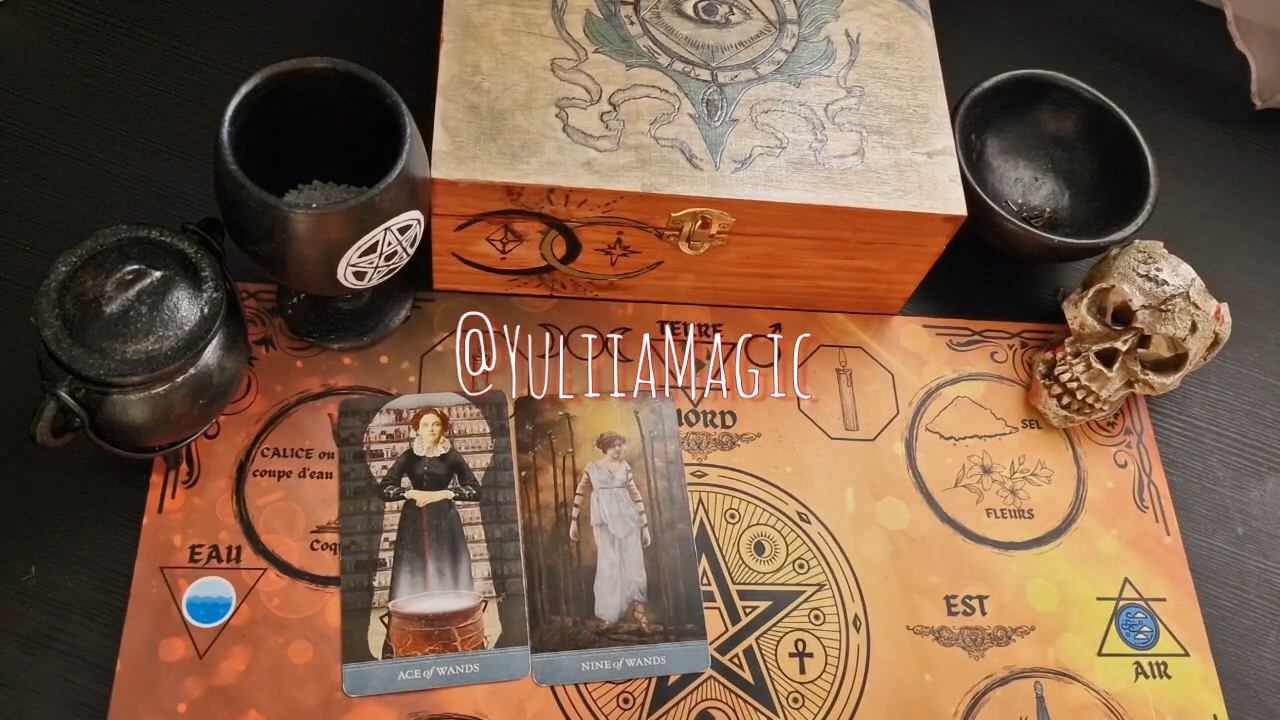 TERRE
@YuliiaMagic
NORD
CALICE ou
coupe d'eau
SEL
FLEURS
EAU
EST
AIR
ACE of WANDS
NINE of WANDS